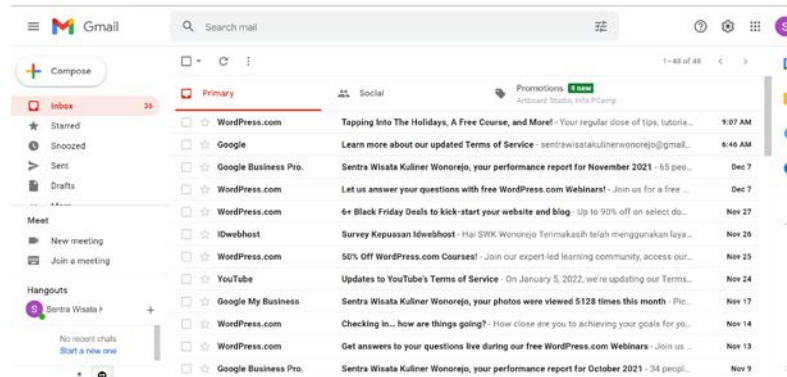 Gmail
Search mail
Compose
1–48 of 48
Primary
Social
Promotions 4 new
Artboard Studio, Info PCamp
Inbox 36
Starred
Snoozed
Sent
Drafts
Meet
New meeting
Join a meeting
Hangouts
S Sentra Wisata
No recent chats
Start a new one
WordPress.com Tapping Into The Holidays, A Free Course, and More! - Your regular dose of tips, tutoria... 9:07 AM
Google Learn more about our updated Terms of Service - sentrawisatakulinerwonorejo@gmail... 6:46 AM
Google Business Pro. Sentra Wisata Kuliner Wonorejo, your performance report for November 2021 - 65 peo... Dec 7
WordPress.com Let us answer your questions with free WordPress.com Webinars! - Join us for a free ... Dec 7
WordPress.com 6+ Black Friday Deals to kick-start your website and blog - Up to 90% off on select do... Nov 27
IDwebhost Survey Kepuasan Idwebhost - Hai SWK Wonorejo Terimakasih telah menggunakan laya... Nov 26
WordPress.com 50% Off WordPress.com Courses! - Join our expert-led learning community, access our... Nov 25
YouTube Updates to YouTube's Terms of Service - On January 5, 2022, we're updating our Terms... Nov 24
Google My Business Sentra Wisata Kuliner Wonorejo, your photos were viewed 5128 times this month - Pic... Nov 17
WordPress.com Checking in... how are things going? - How close are you to achieving your goals for yo... Nov 14
WordPress.com Get answers to your questions live during our free WordPress.com Webinars - Join us ... Nov 13
Google Business Pro. Sentra Wisata Kuliner Wonorejo, your performance report for October 2021 - 34 peopl... Nov 9